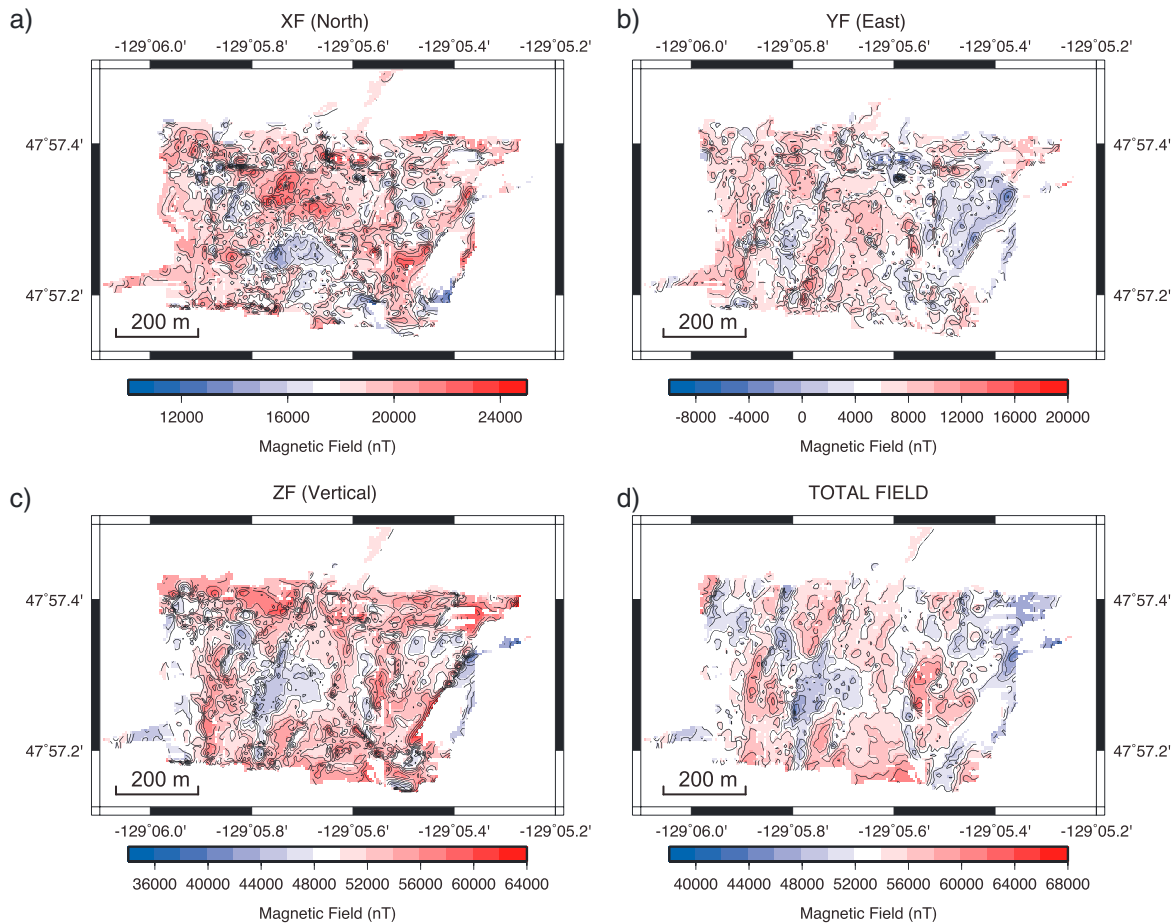 a)
XF (North)
-129°06.0' -129°05.8' -129°05.6' -129°05.4' -129°05.2'
47°57.4'
47°57.2'
200 m
12000 16000 20000 24000
Magnetic Field (nT)
b)
YF (East)
-129°06.0' -129°05.8' -129°05.6' -129°05.4' -129°05.2'
47°57.4'
47°57.2'
200 m
-8000 -4000 0 4000 8000 12000 16000 20000
Magnetic Field (nT)
c)
ZF (Vertical)
47°57.4'
47°57.2'
200 m
-129°06.0' -129°05.8' -129°05.6' -129°05.4' -129°05.2'
36000 40000 44000 48000 52000 56000 60000 64000
Magnetic Field (nT)
d)
TOTAL FIELD
47°57.4'
47°57.2'
200 m
-129°06.0' -129°05.8' -129°05.6' -129°05.4' -129°05.2'
40000 44000 48000 52000 56000 60000 64000 68000
Magnetic Field (nT)